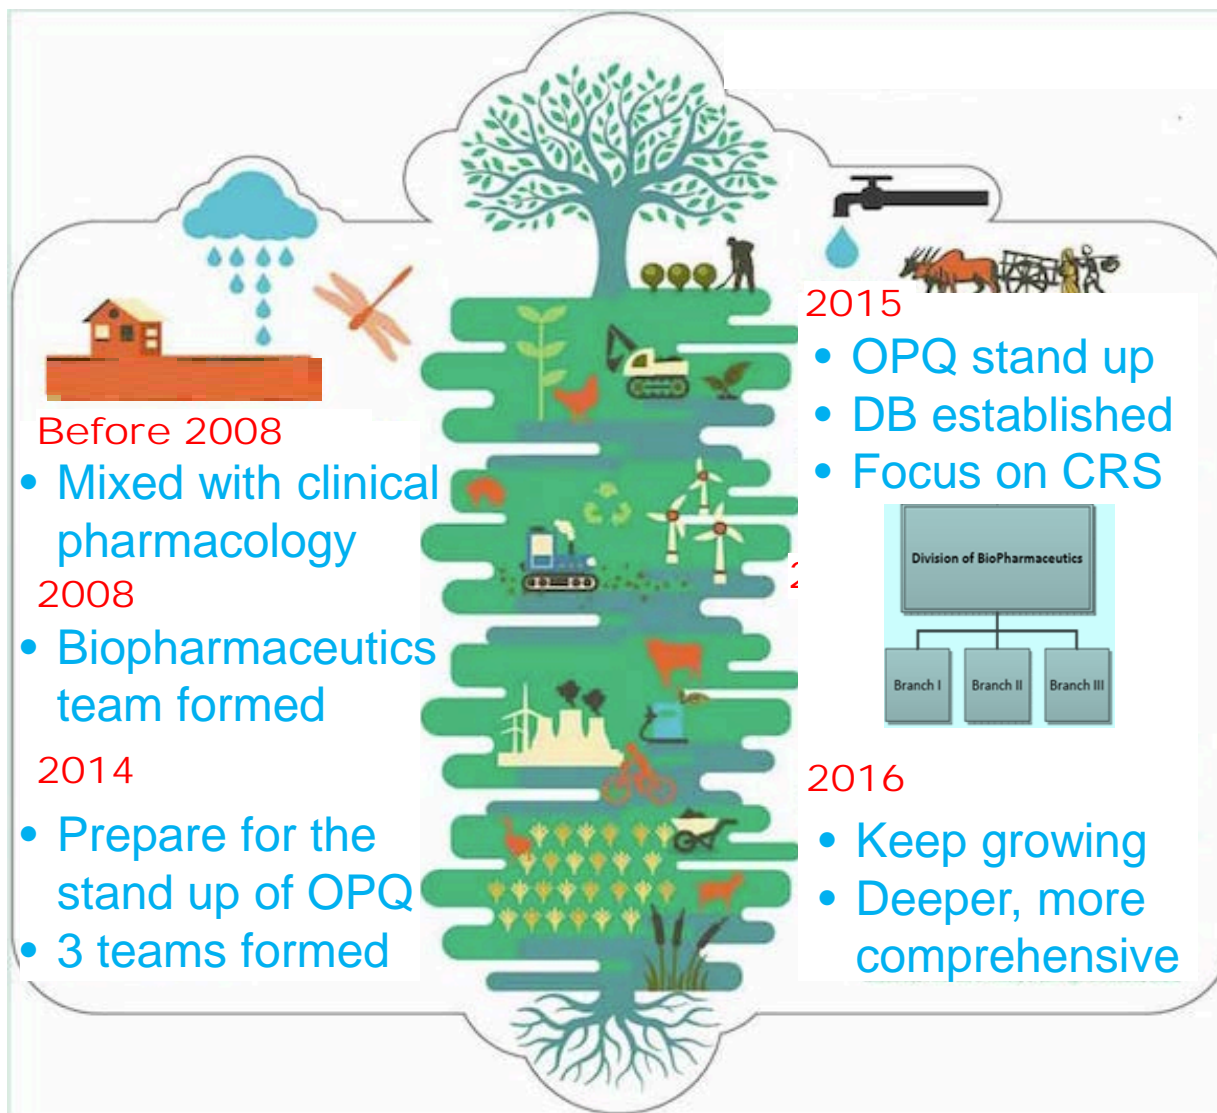 Before 2008
• Mixed with clinical
pharmacology
2008
• Biopharmaceutics
team formed
2014
• Prepare for the
stand up of OPQ
• 3 teams formed
2015
• OPQ stand up
• DB established
• Focus on CRS
Division of BioPharmaceutics
Branch I
Branch II
Branch III
2016
• Keep growing
• Deeper, more
comprehensive